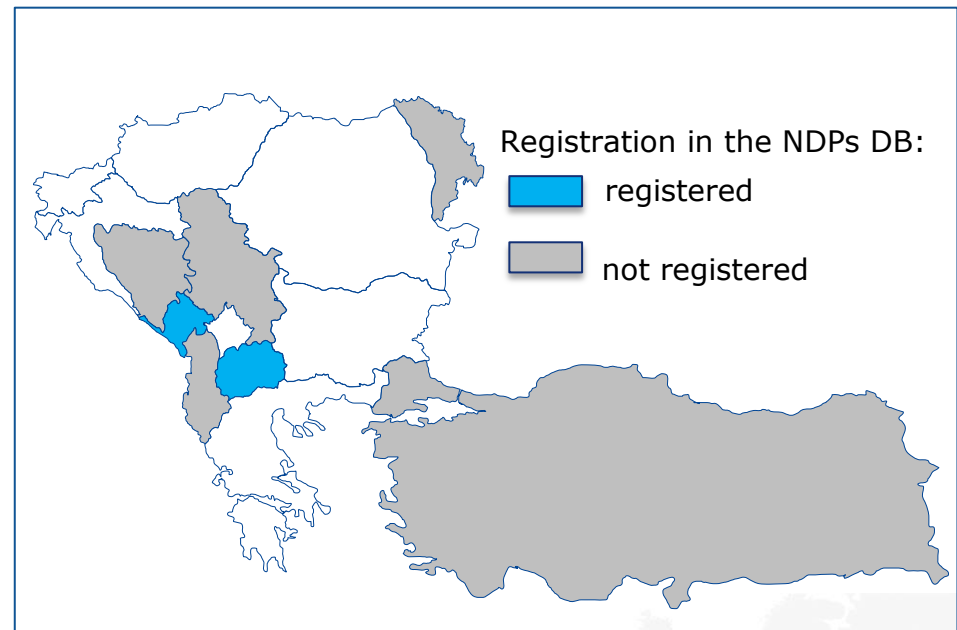 Registration in the NDPs DB:
registered
not registered